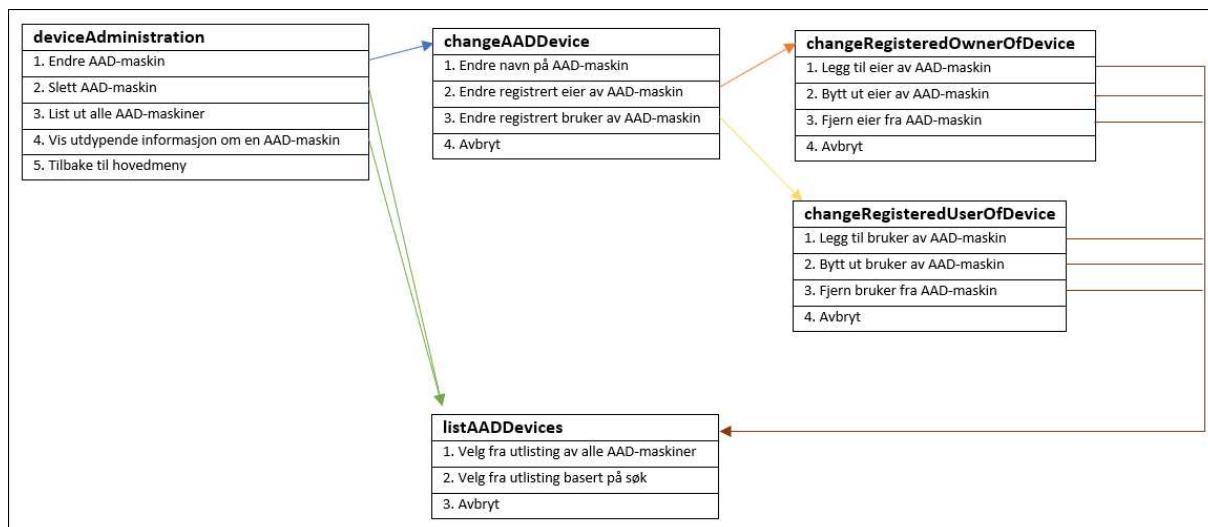 deviceAdministration
1. Endre AAD-maskin
2. Slett AAD-maskin
3. List ut alle AAD-maskiner
4. Vis utdypende informasjon om en AAD-maskin
5. Tilbake til hovedmeny
changeAADDevice
1. Endre navn på AAD-maskin
2. Endre registrert eier av AAD-maskin
3. Endre registrert bruker av AAD-maskin
4. Avbryt
changeRegisteredOwnerOfDevice
1. Legg til eier av AAD-maskin
2. Bytt ut eier av AAD-maskin
3. Fjern eier fra AAD-maskin
4. Avbryt
changeRegisteredUserOfDevice
1. Legg til bruker av AAD-maskin
2. Bytt ut bruker av AAD-maskin
3. Fjern bruker fra AAD-maskin
4. Avbryt
listAADDevices
1. Velg fra utlisting av alle AAD-maskiner
2. Velg fra utlisting basert på søk
3. Avbryt